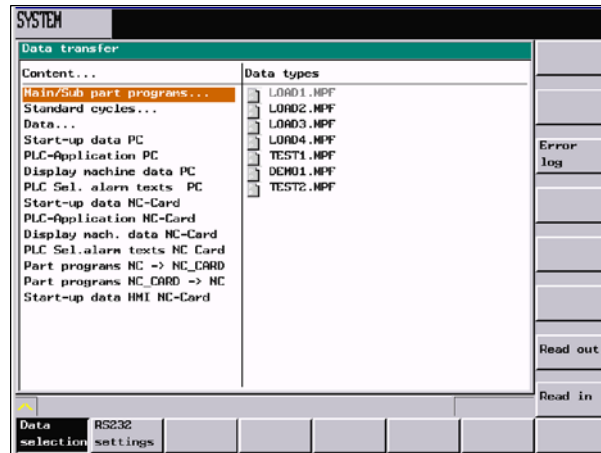 SYSTEM
Data transfer
Content...
Main/Sub part programs...
Standard cycles...
Data...
Start-up data PC
PLC-Application PC
Display machine data PC
PLC Sel. alarm texts PC
Start-up data NC-Card
PLC-Application NC-Card
Display mach. data NC-Card
PLC Sel.alarm texts NC Card
Part programs NC -> NC_CARD
Part programs NC_CARD -> NC
Start-up data HMI NC-Card
Data types
LOAD1.MPF
LOAD2.MPF
LOAD3.MPF
LOAD4.MPF
TEST1.MPF
DEMO1.MPF
TEST2.MPF
Error
log
Read out
Read in
Data
selection
RS232
settings